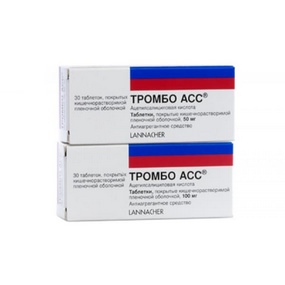 30 таблеток, покрытых
кишечнорастворимой
пленочной оболочкой
ТРОМБО АСС®
Ацетилсалициловая кислота
Таблетки, покрытые кишечнорастворимой
пленочной оболочкой, 50 мг
Антиагрегантное средство
LANNACHER
30 таблеток, покрытых
кишечнорастворимой
пленочной оболочкой
ТРОМБО АСС®
Ацетилсалициловая кислота
Таблетки, покрытые кишечнорастворимой
пленочной оболочкой, 100 мг
Антиагрегантное средство
LANNACHER